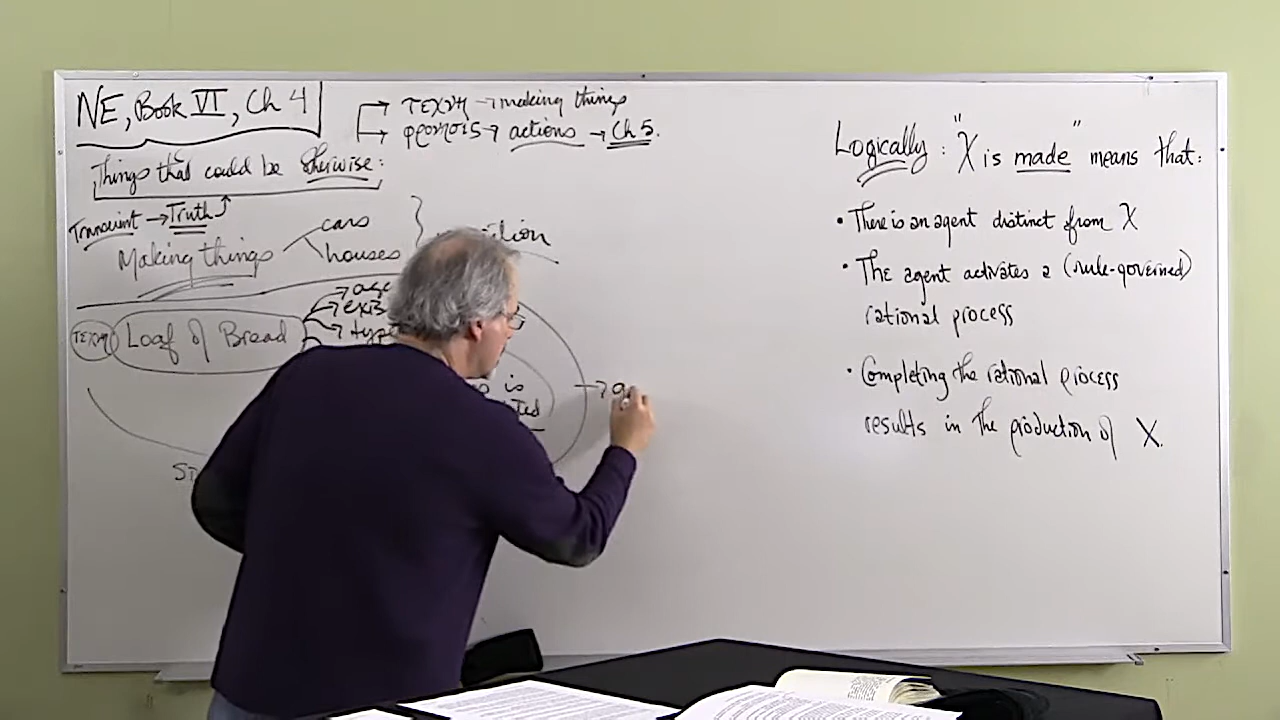 NE, Book VI, Ch 4
τεχνη → making things
φρονησις → actions → Ch 5.
Things that could be otherwise:
Transient → Truth
Making things
cars
houses
τεχνη
Loaf of Bread
is
Logically: "X is made" means that:
• There is an agent distinct from X
• The agent activates a (rule-governed)
rational process
• Completing the rational process
results in the production of X.